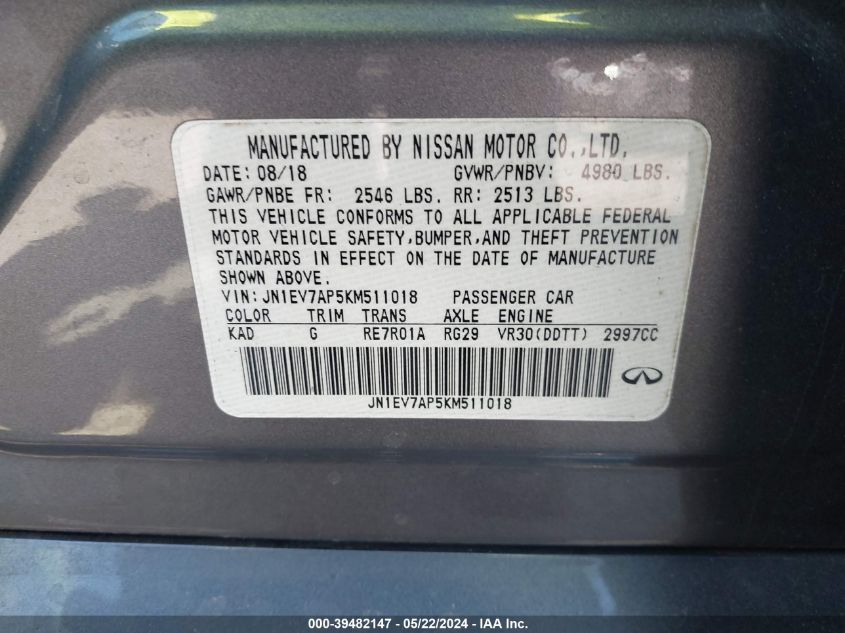 MANUFACTURED BY NISSAN MOTOR CO.,LTD.
DATE: 08/18 GVWR/PNBV: 4980 LBS.
GAWR/PNBE FR: 2546 LBS. RR: 2513 LBS.
THIS VEHICLE CONFORMS TO ALL APPLICABLE FEDERAL
MOTOR VEHICLE SAFETY,BUMPER,AND THEFT PREVENTION
STANDARDS IN EFFECT ON THE DATE OF MANUFACTURE
SHOWN ABOVE.
VIN: JN1EV7AP5KM511018 PASSENGER CAR
COLOR TRIM TRANS AXLE ENGINE
KAD G RE7R01A RG29 VR30(DDTT) 2997CC
JN1EV7AP5KM511018
000-39482147 - 05/22/2024 - IAA Inc.